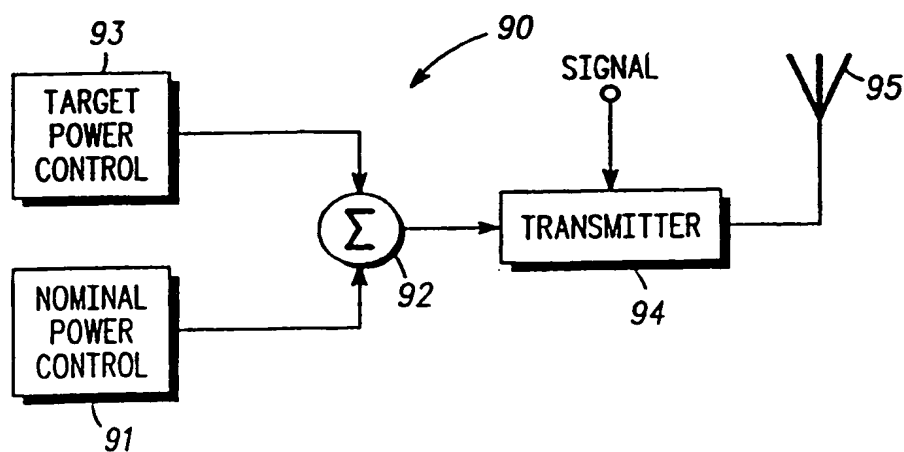 93
90
TARGET
POWER
CONTROL
SIGNAL
95
Σ
TRANSMITTER
92
94
NOMINAL
POWER
CONTROL
91